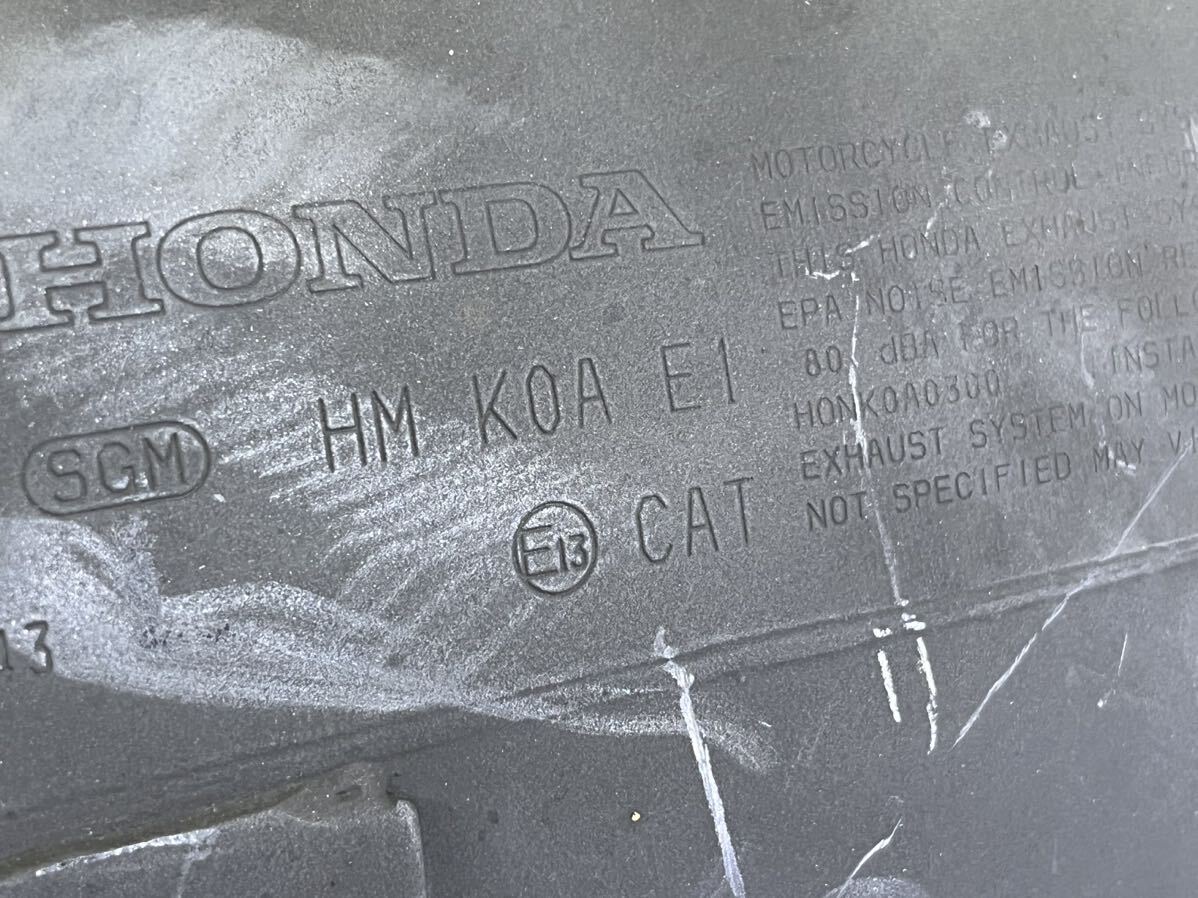 HONDA
SGM
HM K0A E1
E13 CAT
13
MOTORCYCLE EXHAUST
EMISSION CONTROL
THIS HONDA EXHAUST
EPA NOISE EMISSION
80 dBA FOR THE
HONK0A0300
EXHAUST SYSTEM ON
NOT SPECIFIED MAY